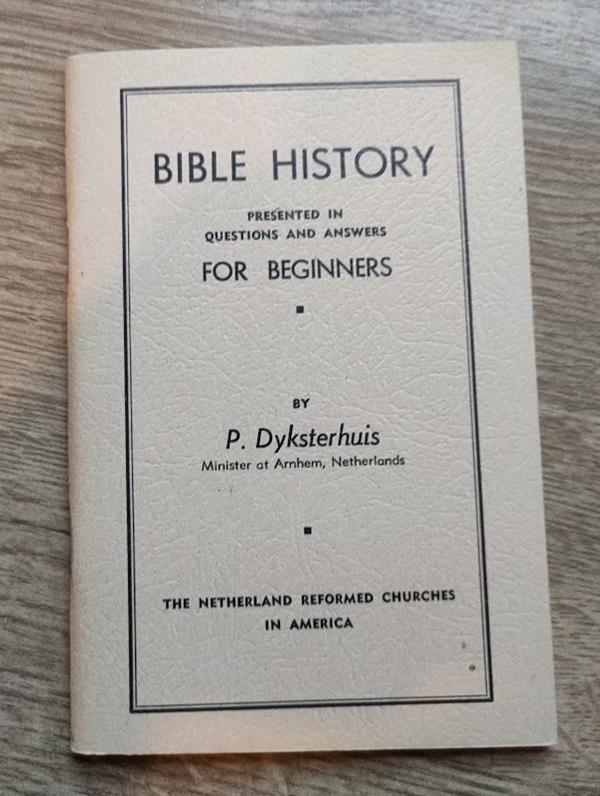 BIBLE HISTORY
PRESENTED IN
QUESTIONS AND ANSWERS
FOR BEGINNERS
BY
P. Dyksterhuis
Minister at Arnhem, Netherlands
THE NETHERLAND REFORMED CHURCHES
IN AMERICA